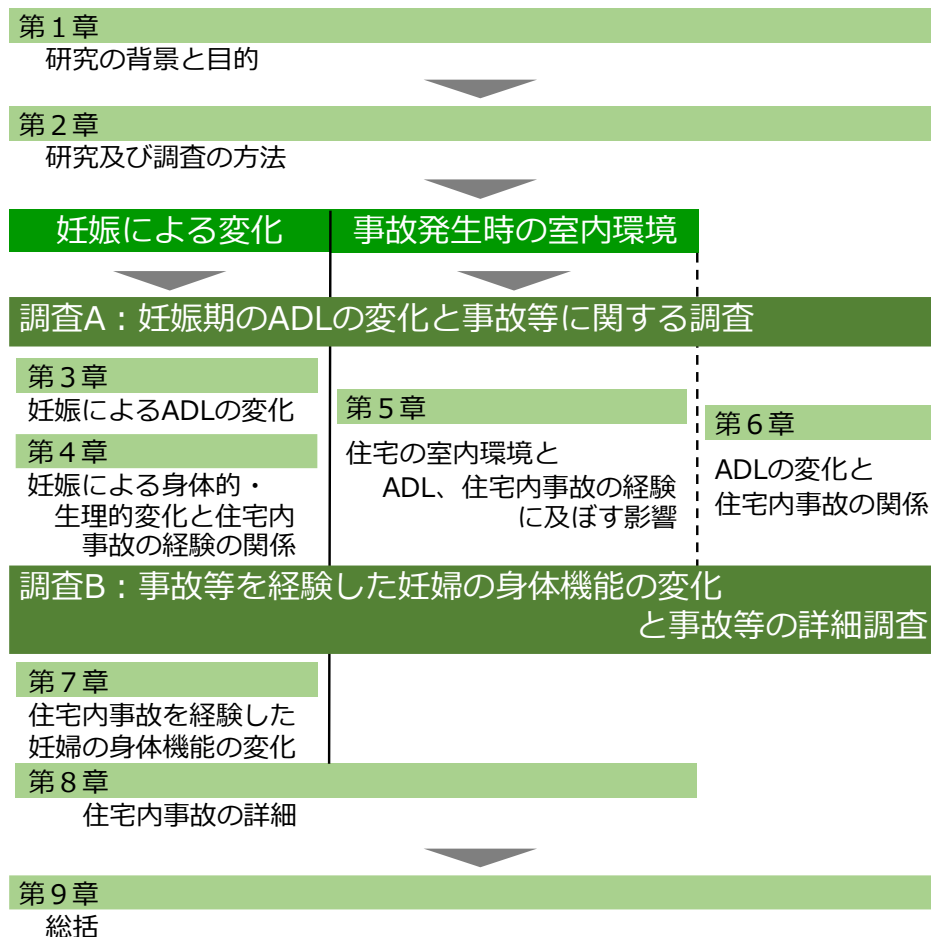 第１章
研究の背景と目的
第２章
研究及び調査の方法
妊娠による変化
事故発生時の室内環境
調査A：妊娠期のADLの変化と事故等に関する調査
第３章
妊娠によるADLの変化
第４章
妊娠による身体的・
生理的変化と住宅内
事故の経験の関係
第５章
住宅の室内環境と
ADL、住宅内事故の経験
に及ぼす影響
第６章
ADLの変化と
住宅内事故の関係
調査B：事故等を経験した妊婦の身体機能の変化
と事故等の詳細調査
第７章
住宅内事故を経験した
妊婦の身体機能の変化
第８章
住宅内事故の詳細
第９章
総括